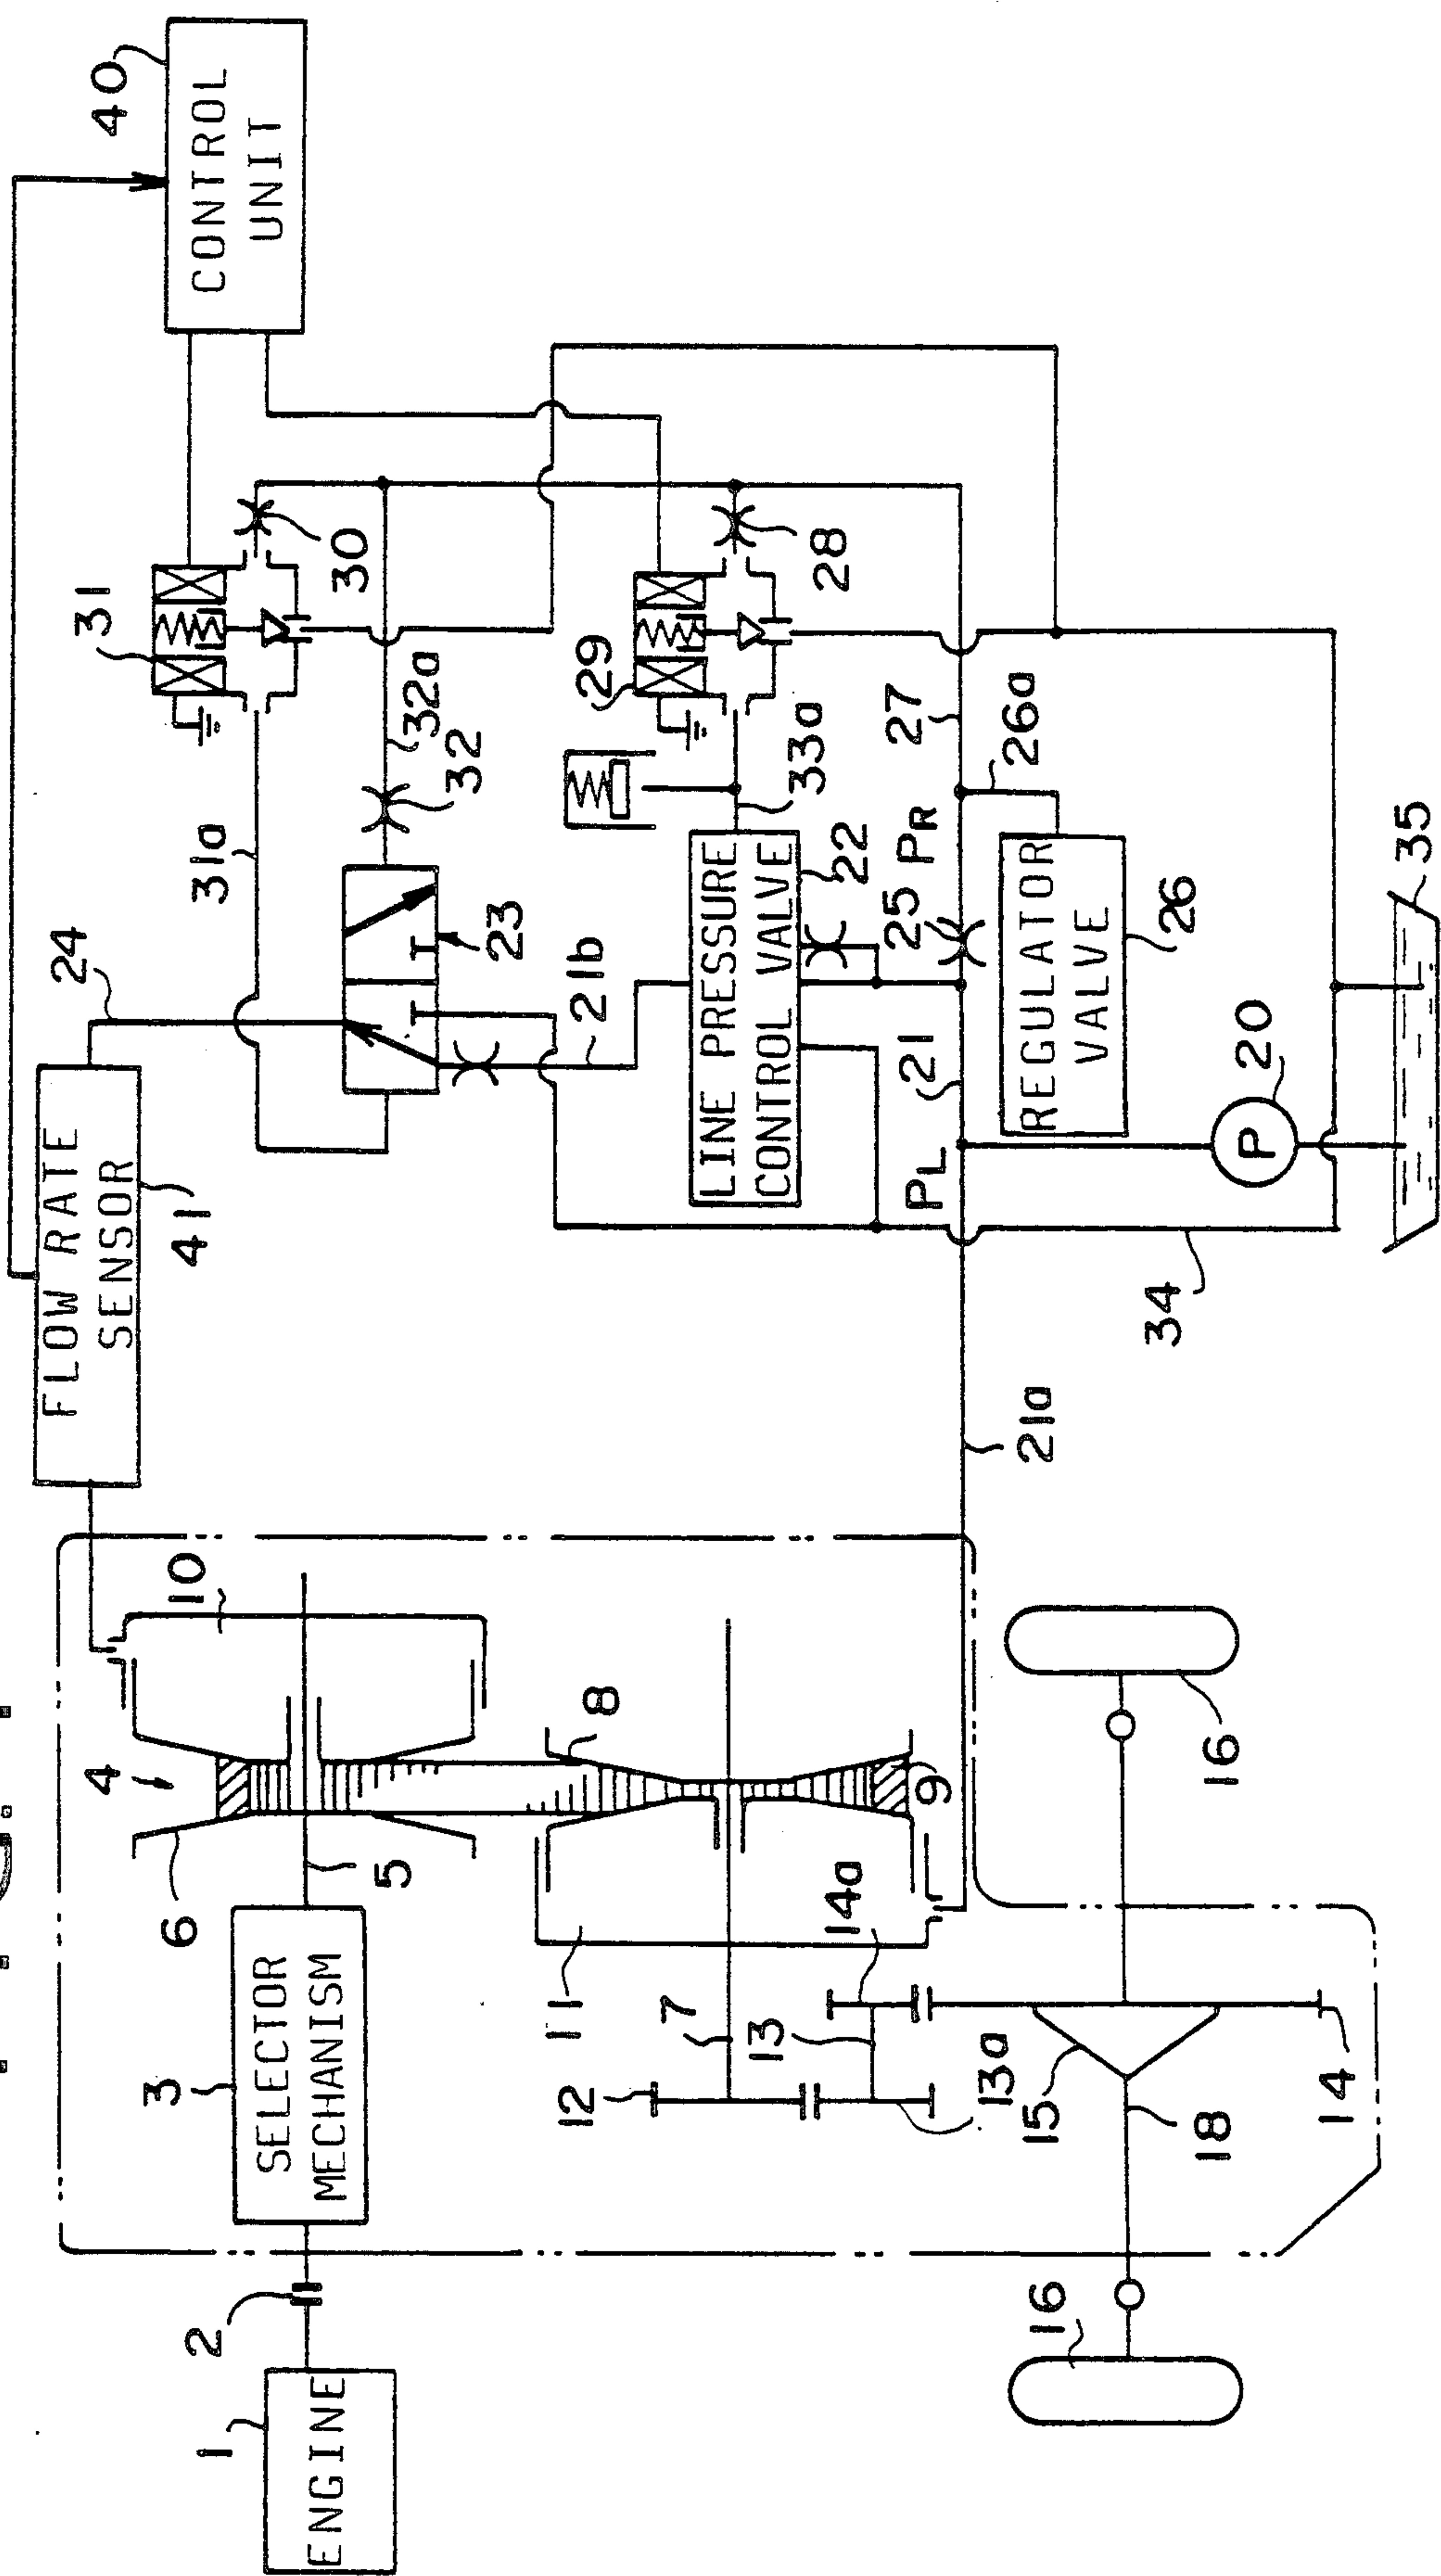 40
CONTROL
UNIT
31
30
32a
32
31a
24
23
21b
FLOW RATE
SENSOR
41
29
28
33a
22
LINE PRESSURE
CONTROL VALVE
27
26a
PR
25
REGULATOR
VALVE
26
21
PL
20
P
35
34
21a
10
4
8
6
5
9
11
14a
3
SELECTOR
MECHANISM
7
13
12
13a
15
14
18
16
16
2
1
ENGINE